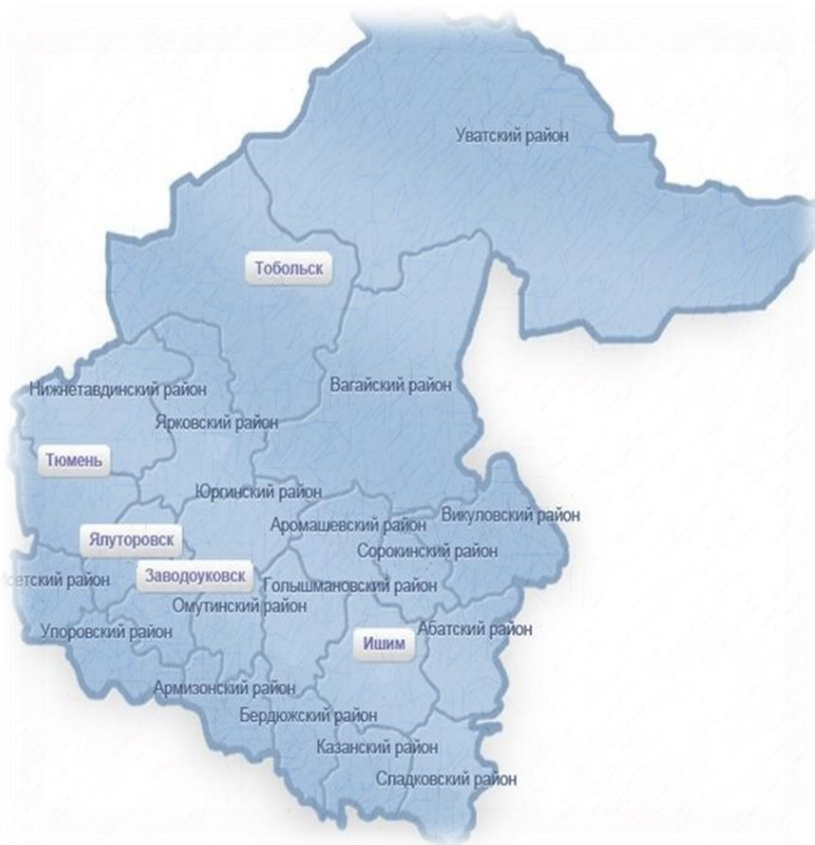 Уватский район
Тобольск
Вагайский район
Нижнетавдинский район
Ярковский район
Тюмень
Юргинский район
Викуловский район
Аромашевский район
Ялуторовск
Сорокинский район
Заводоуковск
район
Голышмановский район
Омутинский район
Абатский район
Упоровский район
Ишим
Армизонский район
Бердюжский район
Казанский район
Сладковский район